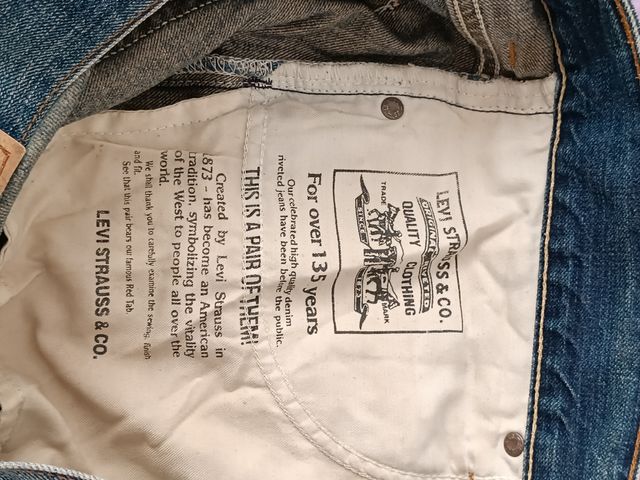 LEVI STRAUSS & CO.
ORIGINAL RIVETED
QUALITY CLOTHING
TRADE MARK
For over 135 years
Our celebrated high quality denim
riveted jeans have been before the public.
THIS IS A PAIR OF THEM!
Created by Levi Strauss in
1873 – has become an American
tradition, symbolizing the vitality
of the West to people all over the
world.
We shall thank you to carefully examine the sewing, finish
and fit.
See that this pair bears our famous Red Tab.
LEVI STRAUSS & CO.